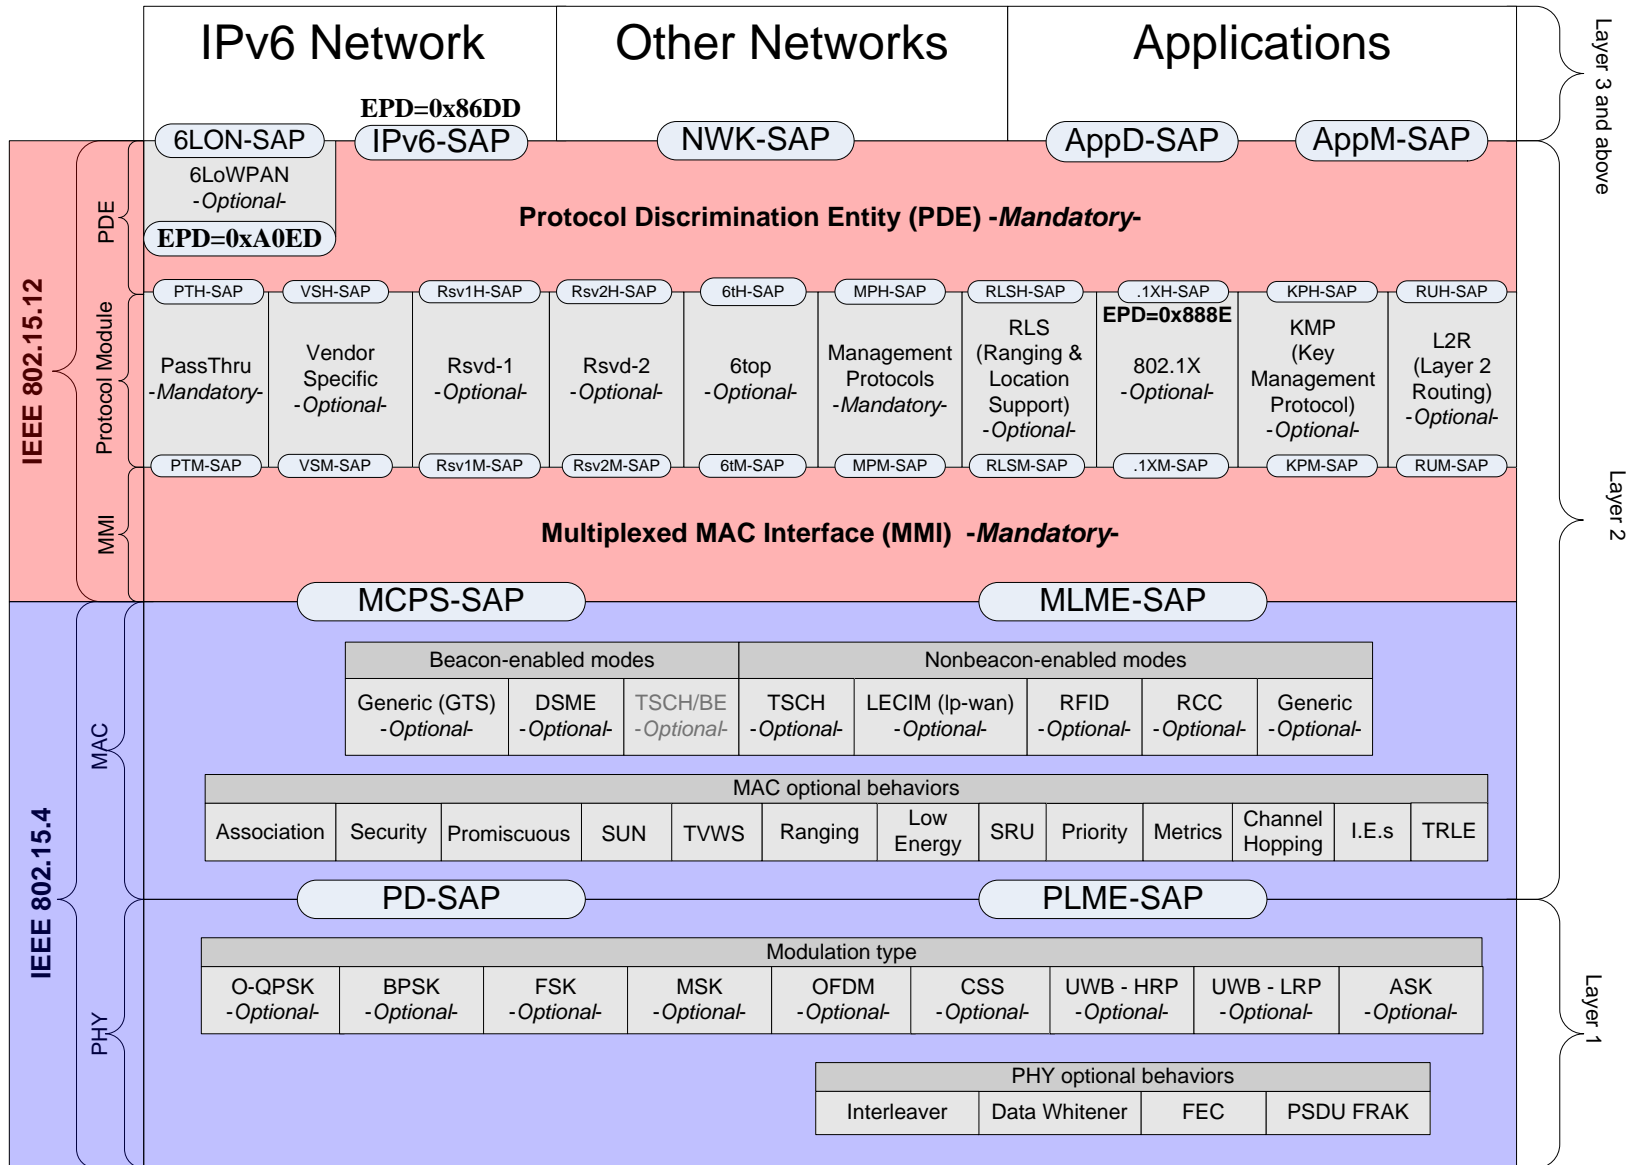 IPv6 Network
Other Networks
Applications
Layer 3 and above
EPD=0x86DD
6LON-SAP
IPv6-SAP
NWK-SAP
AppD-SAP
AppM-SAP
6LoWPAN
-Optional-
EPD=0xA0ED
PDE
Protocol Discrimination Entity (PDE) -Mandatory-
IEEE 802.15.12
Protocol Module
PTH-SAP
VSH-SAP
Rsv1H-SAP
Rsv2H-SAP
6tH-SAP
MPH-SAP
RLSH-SAP
.1XH-SAP
KPH-SAP
RUH-SAP
PassThru
-Mandatory-
Vendor
Specific
-Optional-
Rsvd-1
-Optional-
Rsvd-2
-Optional-
6top
-Optional-
Management
Protocols
-Mandatory-
RLS
(Ranging &
Location
Support)
-Optional-
EPD=0x888E
802.1X
-Optional-
KMP
(Key
Management
Protocol)
-Optional-
L2R
(Layer 2
Routing)
-Optional-
PTM-SAP
VSM-SAP
Rsv1M-SAP
Rsv2M-SAP
6tM-SAP
MPM-SAP
RLSM-SAP
.1XM-SAP
KPM-SAP
RUM-SAP
Layer 2
MMI
Multiplexed MAC Interface (MMI) -Mandatory-
MCPS-SAP
MLME-SAP
IEEE 802.15.4
MAC
Beacon-enabled modes
Nonbeacon-enabled modes
Generic (GTS)
-Optional-
DSME
-Optional-
TSCH/BE
-Optional-
TSCH
-Optional-
LECIM (lp-wan)
-Optional-
RFID
-Optional-
RCC
-Optional-
Generic
-Optional-
MAC optional behaviors
Association
Security
Promiscuous
SUN
TVWS
Ranging
Low
Energy
SRU
Priority
Metrics
Channel
Hopping
I.E.s
TRLE
PD-SAP
PLME-SAP
PHY
Layer 1
Modulation type
O-QPSK
-Optional-
BPSK
-Optional-
FSK
-Optional-
MSK
-Optional-
OFDM
-Optional-
CSS
-Optional-
UWB - HRP
-Optional-
UWB - LRP
-Optional-
ASK
-Optional-
PHY optional behaviors
Interleaver
Data Whitener
FEC
PSDU FRAK